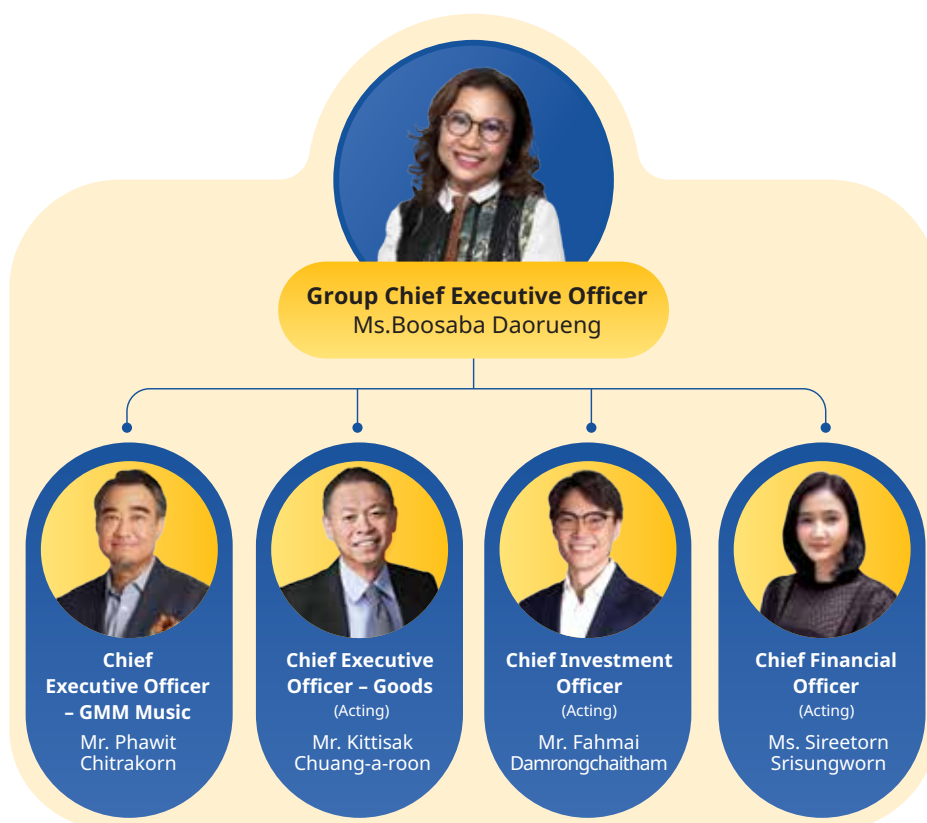 Group Chief Executive Officer
Ms.Boosaba Daorueng
Chief
Executive Officer
– GMM Music
Mr. Phawit
Chitrakorn
Chief Executive
Officer – Goods
(Acting)
Mr. Kittisak
Chuang-a-roon
Chief Investment
Officer
(Acting)
Mr. Fahmai
Damrongchaitham
Chief Financial
Officer
(Acting)
Ms. Sireetorn
Srisungworn